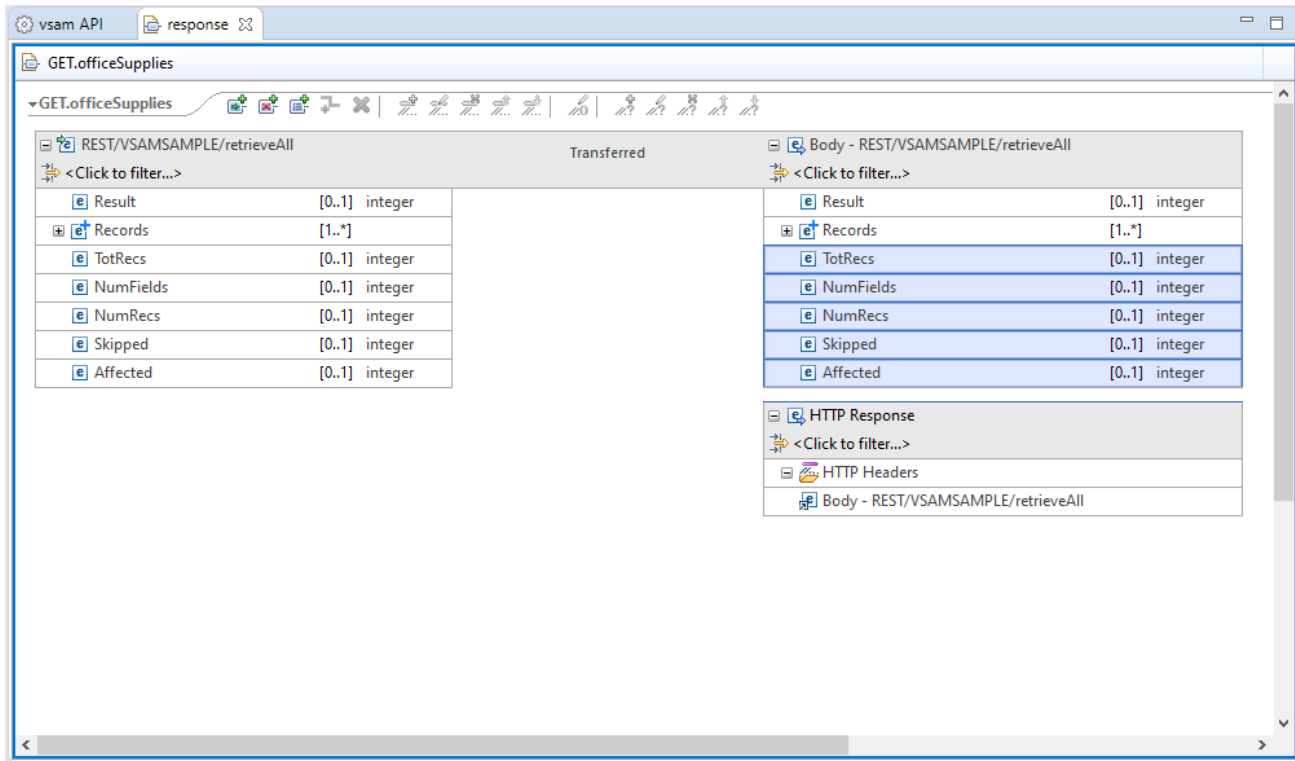 vsam API
response
GET.officeSupplies
GET.officeSupplies
REST/VSAMSAMPLE/retrieveAll
<Click to filter...>
Result [0..1] integer
Records [1..*]
TotRecs [0..1] integer
NumFields [0..1] integer
NumRecs [0..1] integer
Skipped [0..1] integer
Affected [0..1] integer
Transferred
Body - REST/VSAMSAMPLE/retrieveAll
<Click to filter...>
Result [0..1] integer
Records [1..*]
TotRecs [0..1] integer
NumFields [0..1] integer
NumRecs [0..1] integer
Skipped [0..1] integer
Affected [0..1] integer
HTTP Response
<Click to filter...>
HTTP Headers
Body - REST/VSAMSAMPLE/retrieveAll